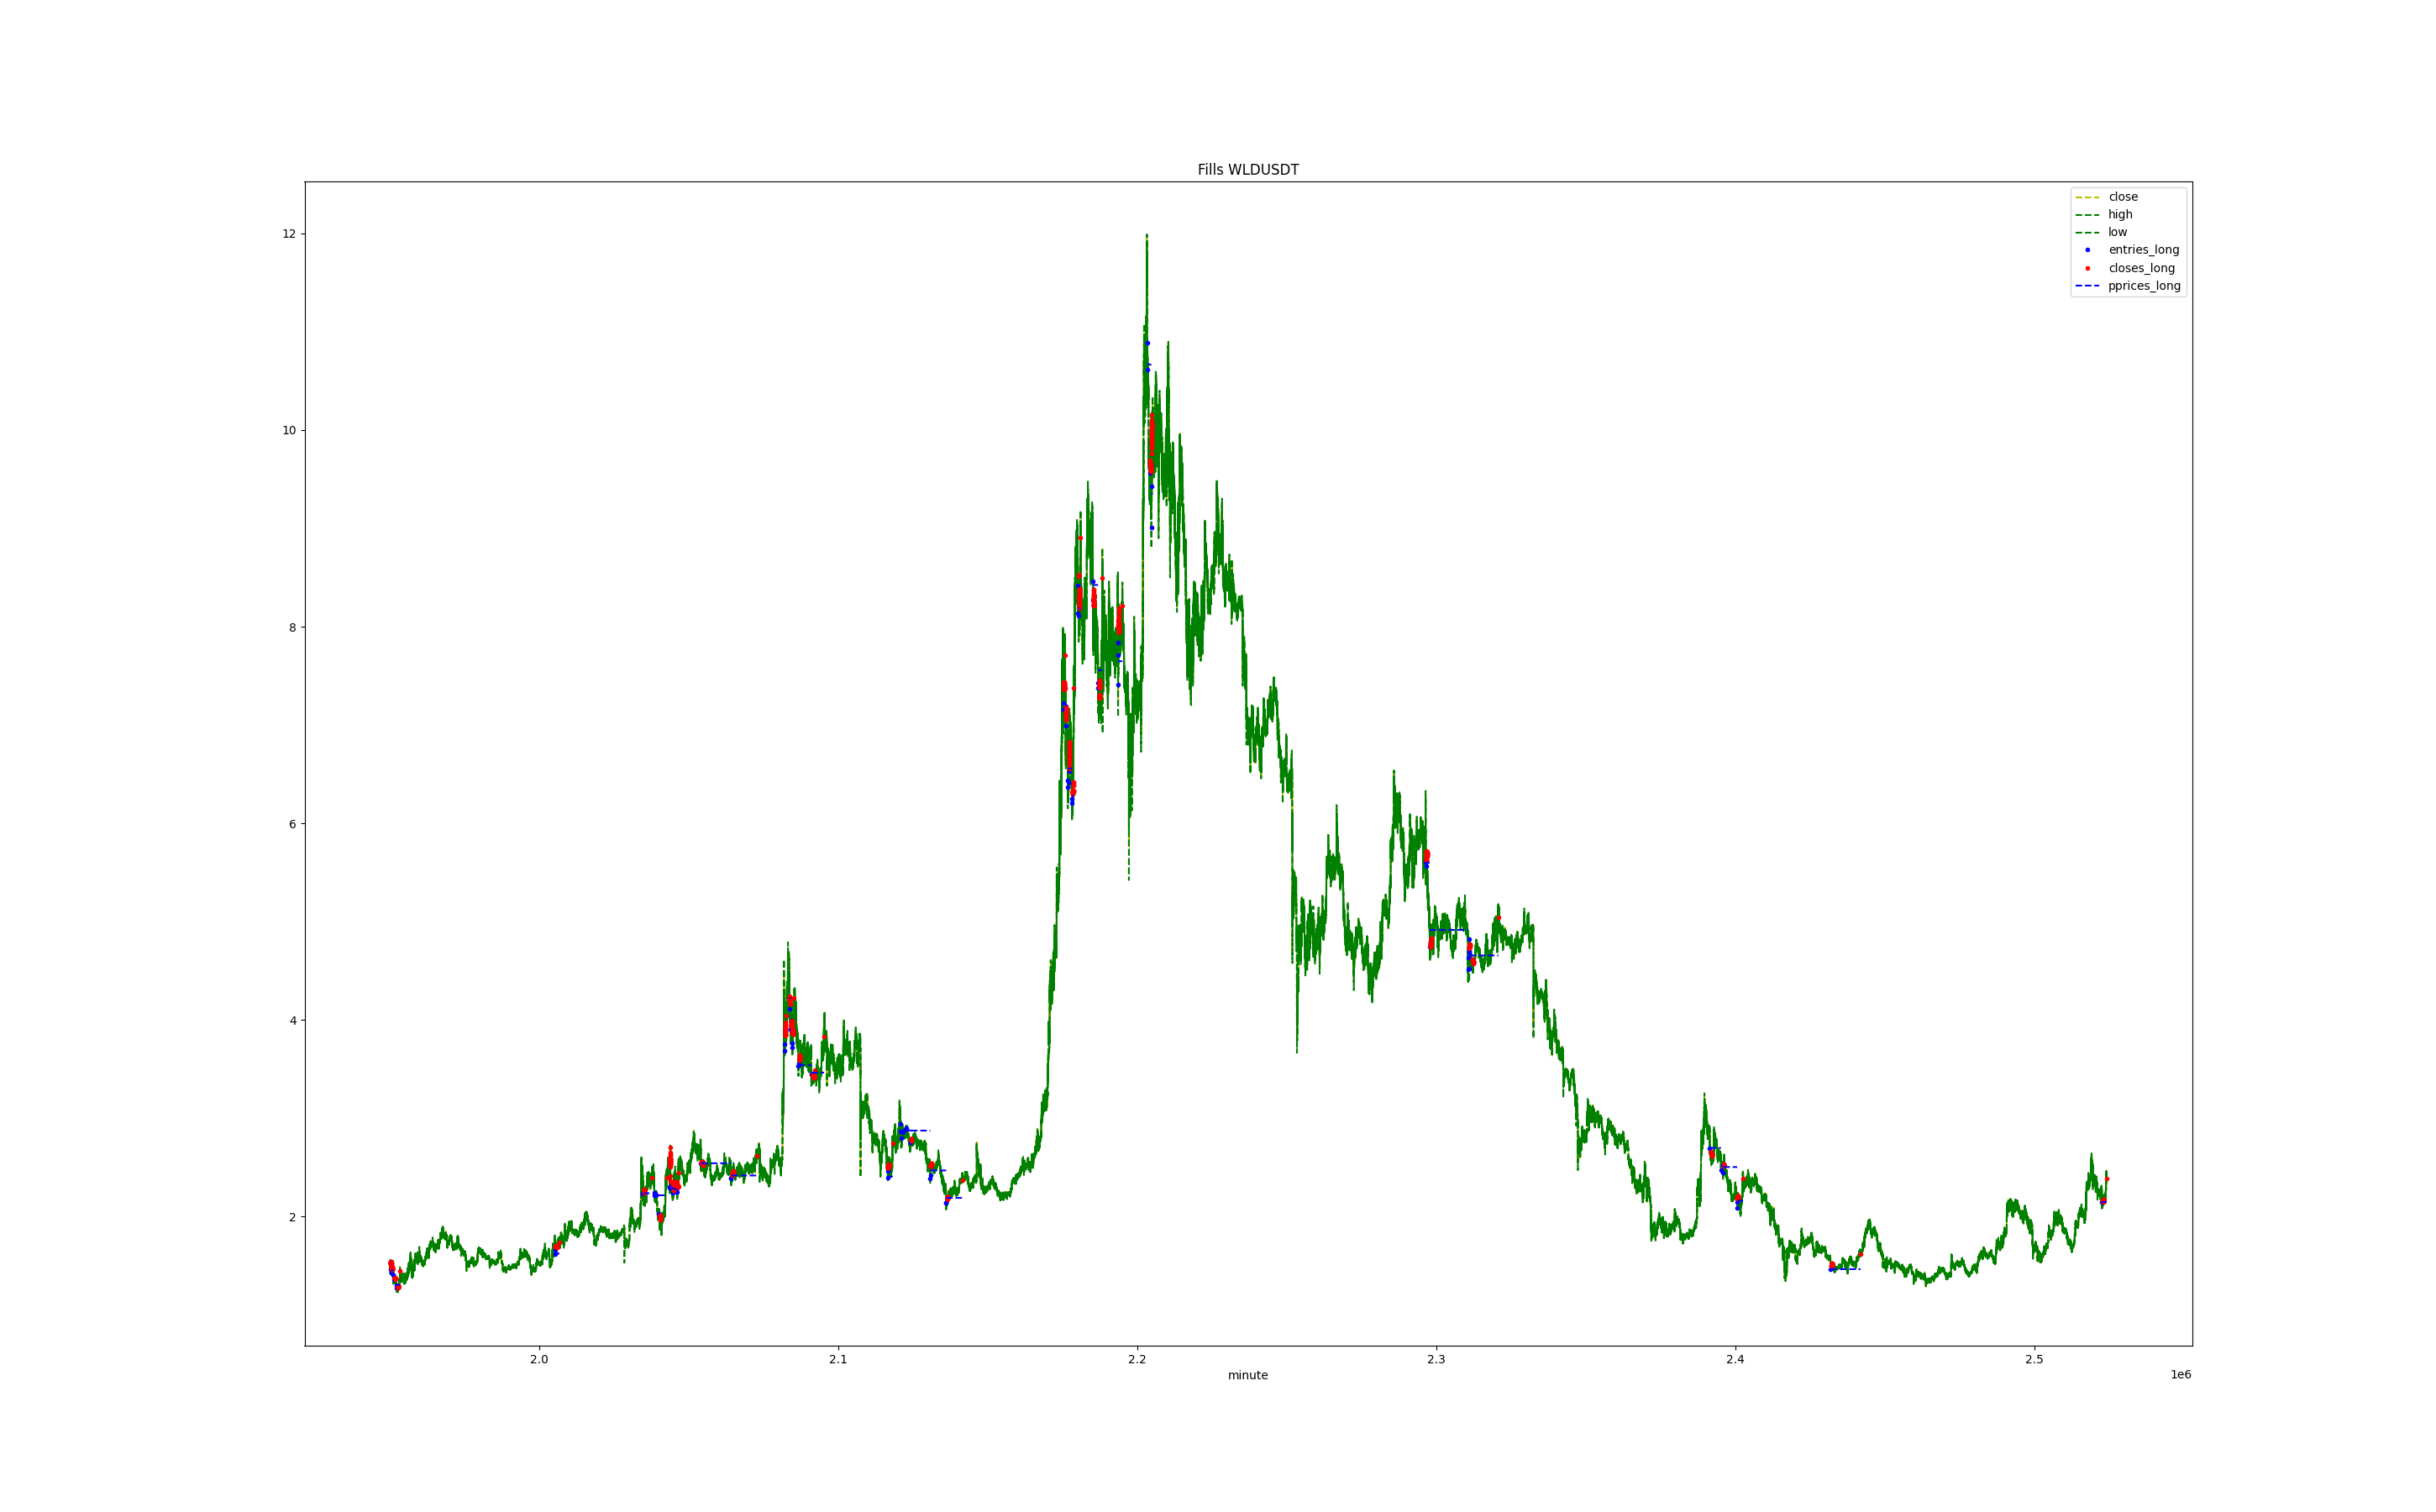 Fills WLDUSDT
close
high
low
entries_long
closes_long
pprices_long
12
10
8
6
4
2
2.0 2.1 2.2 2.3 2.4 2.5
minute
1e6